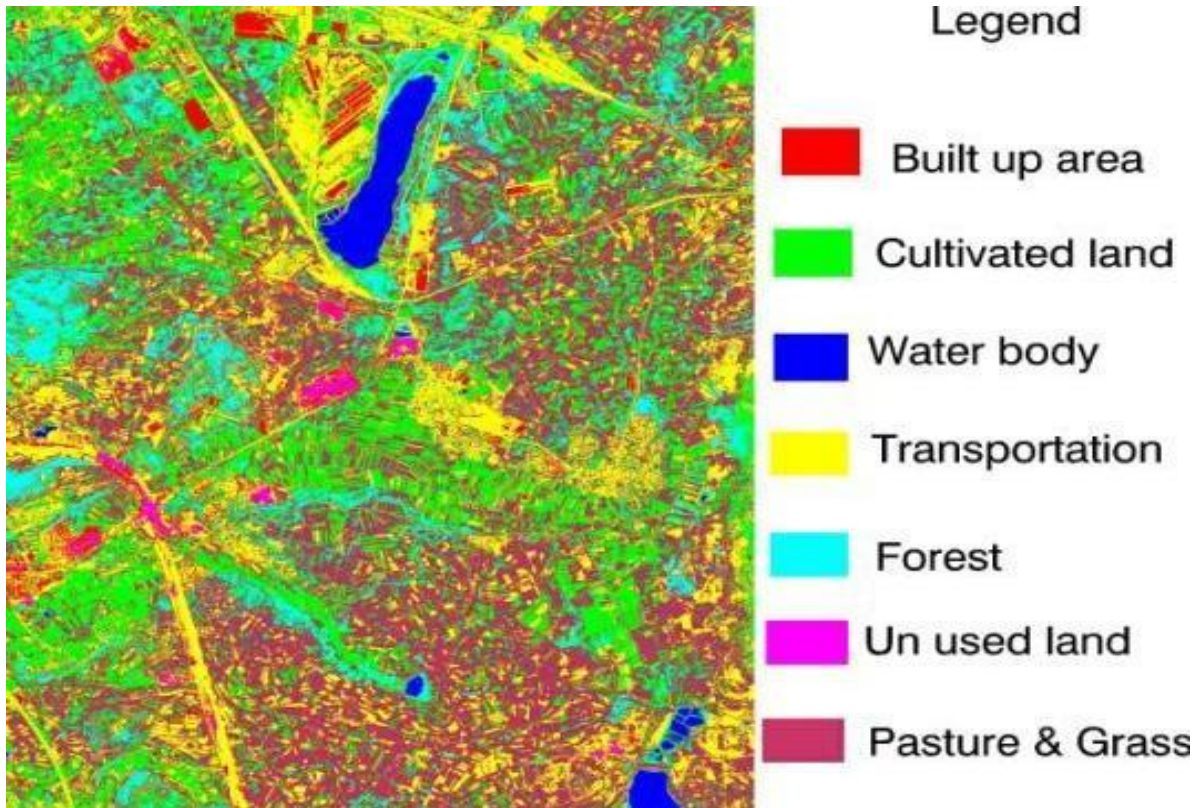 Legend
Built up area
Cultivated land
Water body
Transportation
Forest
Un used land
Pasture & Grass